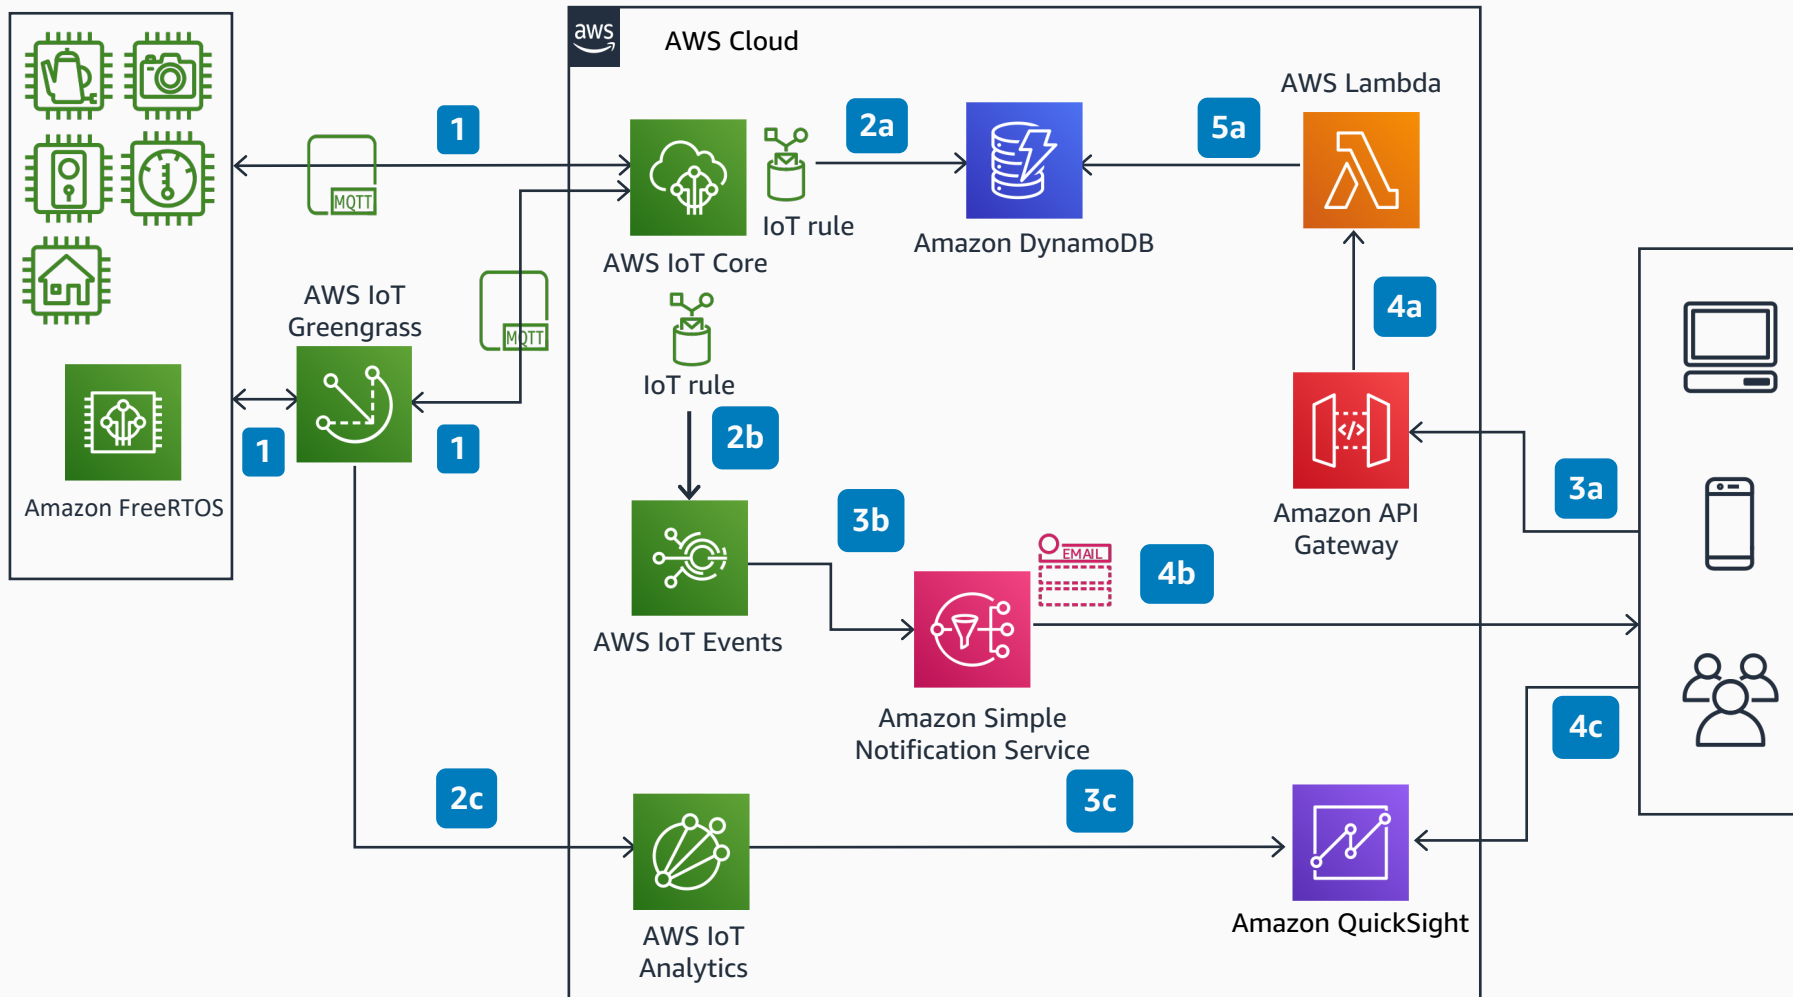 aws
AWS Cloud
AWS Lambda
1
2a
5a
MQTT
IoT rule
AWS IoT Core
Amazon DynamoDB
AWS IoT
Greengrass
MQTT
4a
IoT rule
1
1
2b
Amazon FreeRTOS
</>
3a
3b
Amazon API
Gateway
EMAIL
4b
AWS IoT Events
Amazon Simple
Notification Service
4c
2c
3c
Amazon QuickSight
AWS IoT
Analytics